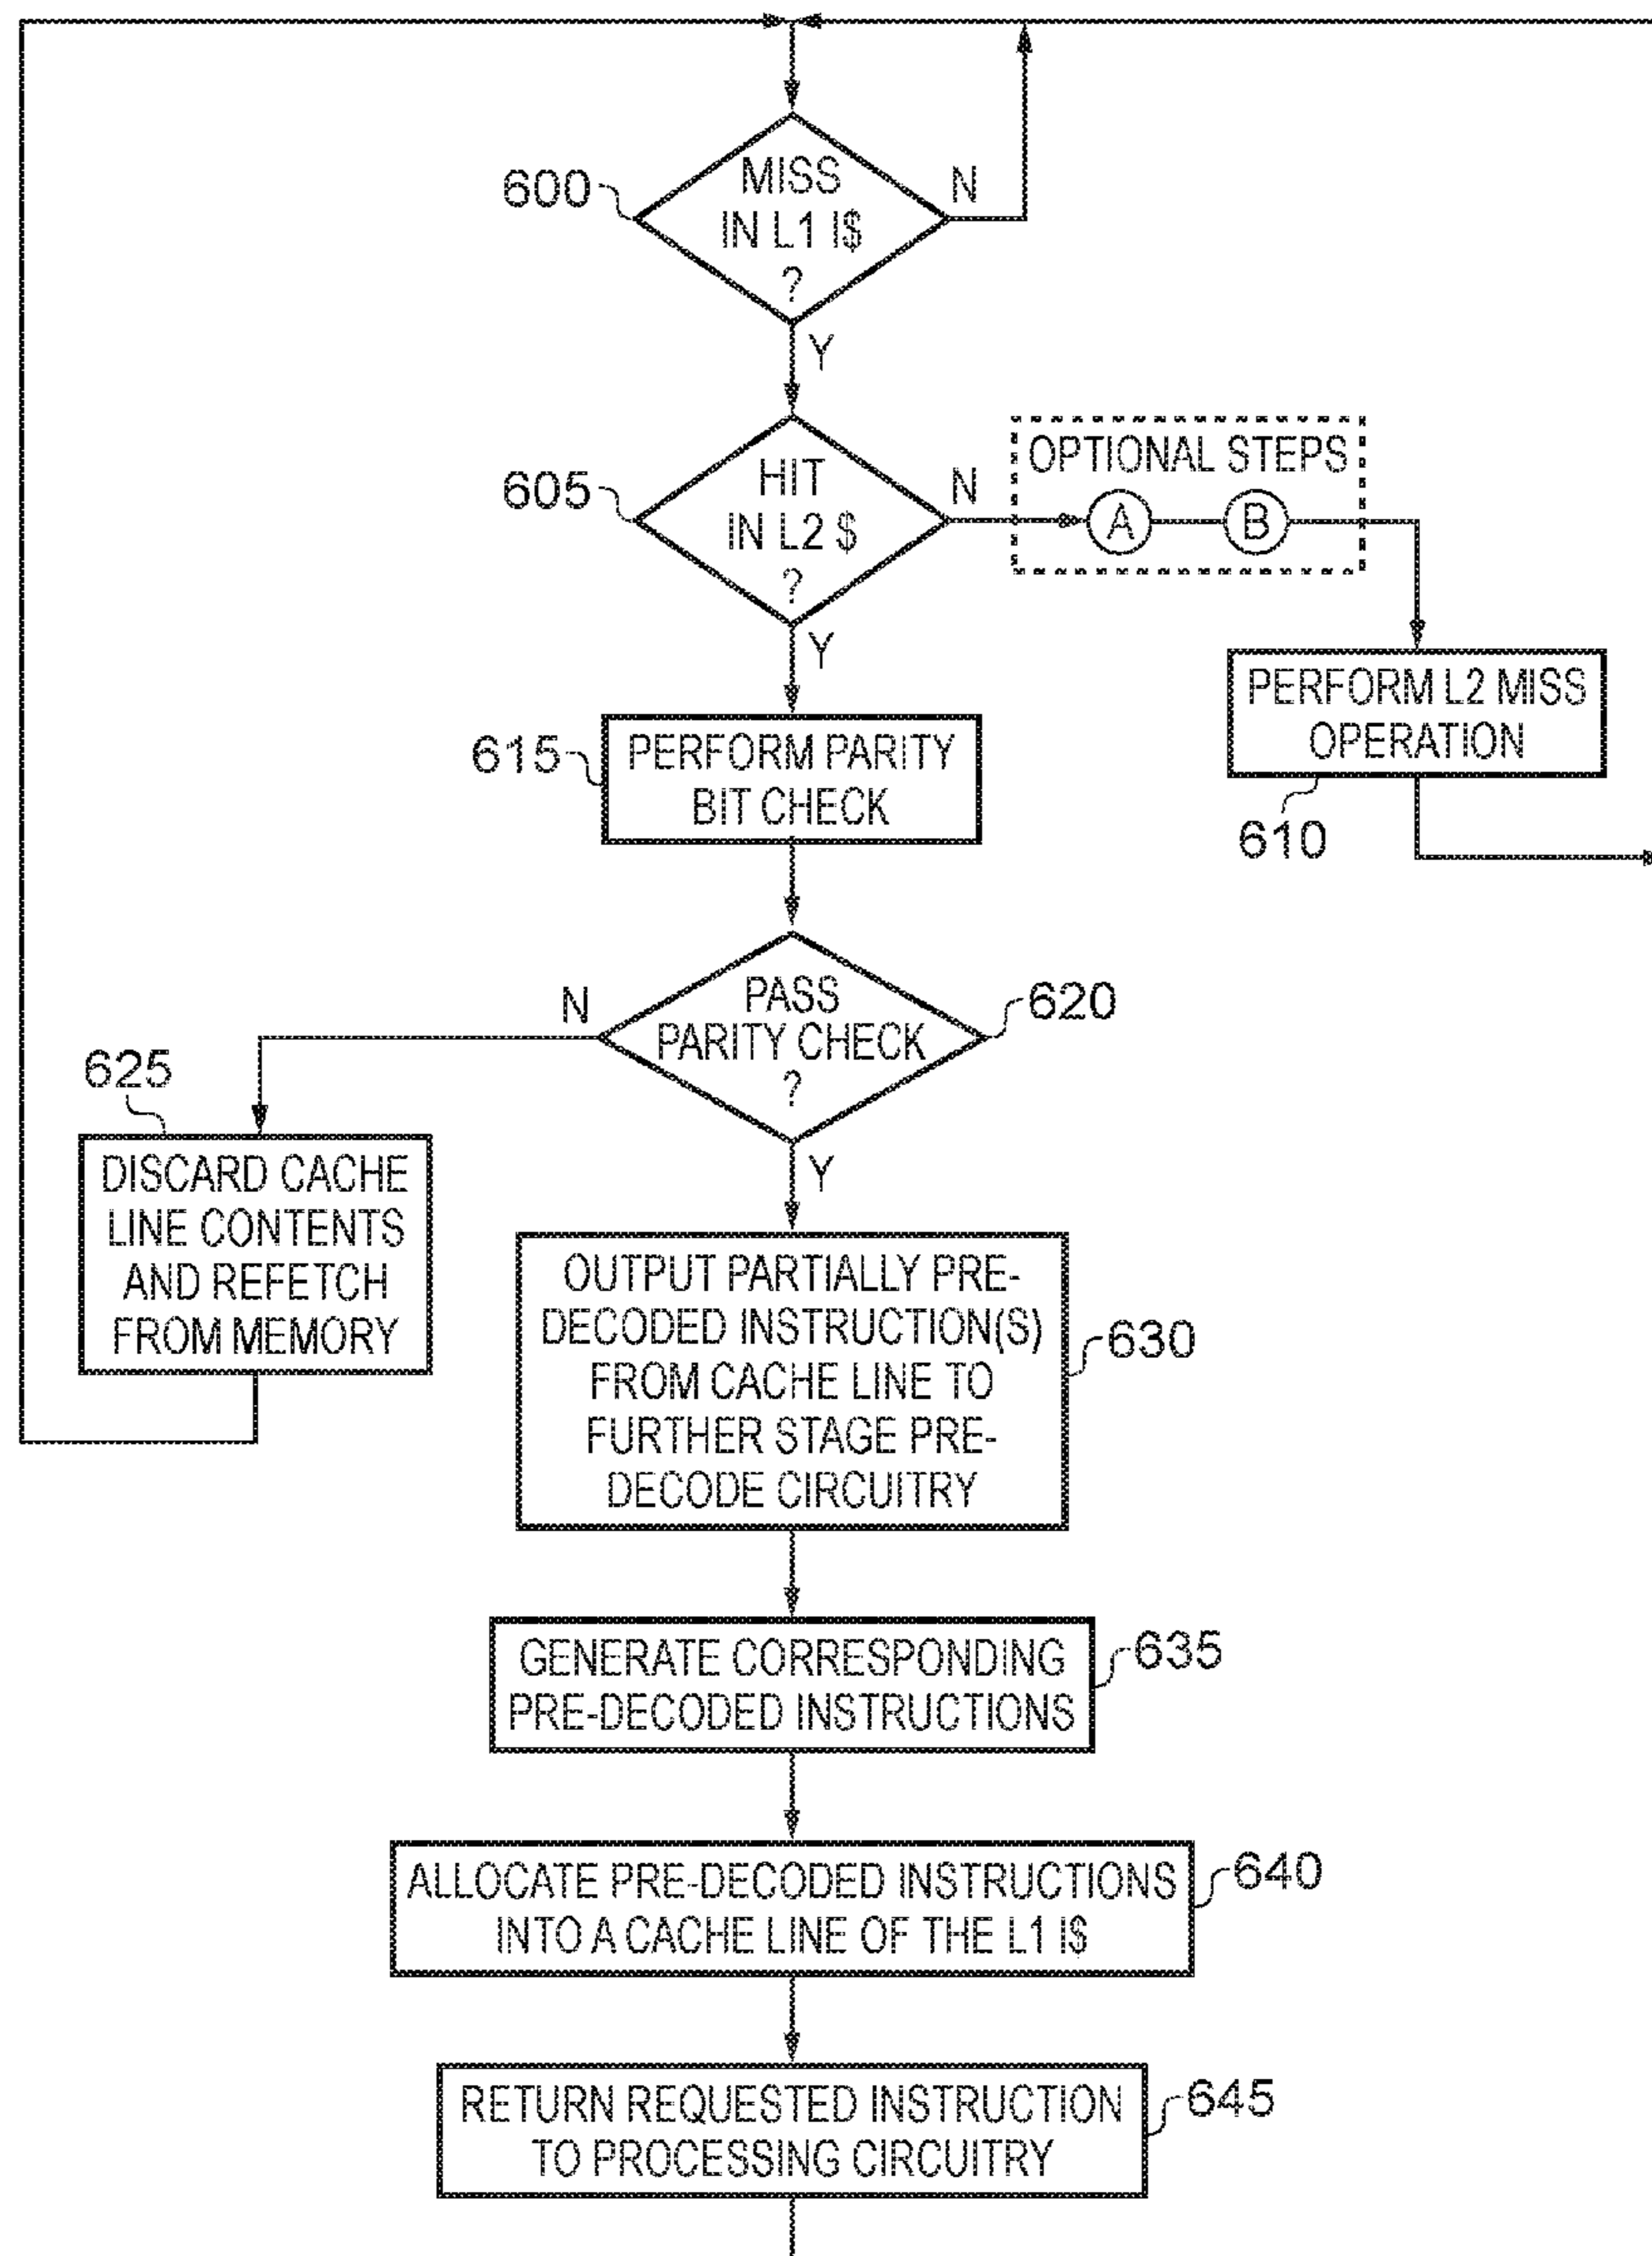 600
MISS
IN L1 I$
?
N
Y
605
HIT
IN L2 $
?
N
OPTIONAL STEPS
A
B
Y
615
PERFORM PARITY
BIT CHECK
PERFORM L2 MISS
OPERATION
610
PASS
PARITY CHECK
?
620
N
Y
625
DISCARD CACHE
LINE CONTENTS
AND REFETCH
FROM MEMORY
OUTPUT PARTIALLY PRE-
DECODED INSTRUCTION(S)
FROM CACHE LINE TO
FURTHER STAGE PRE-
DECODE CIRCUITRY
630
GENERATE CORRESPONDING
PRE-DECODED INSTRUCTIONS
635
ALLOCATE PRE-DECODED INSTRUCTIONS
INTO A CACHE LINE OF THE L1 I$
640
RETURN REQUESTED INSTRUCTION
TO PROCESSING CIRCUITRY
645